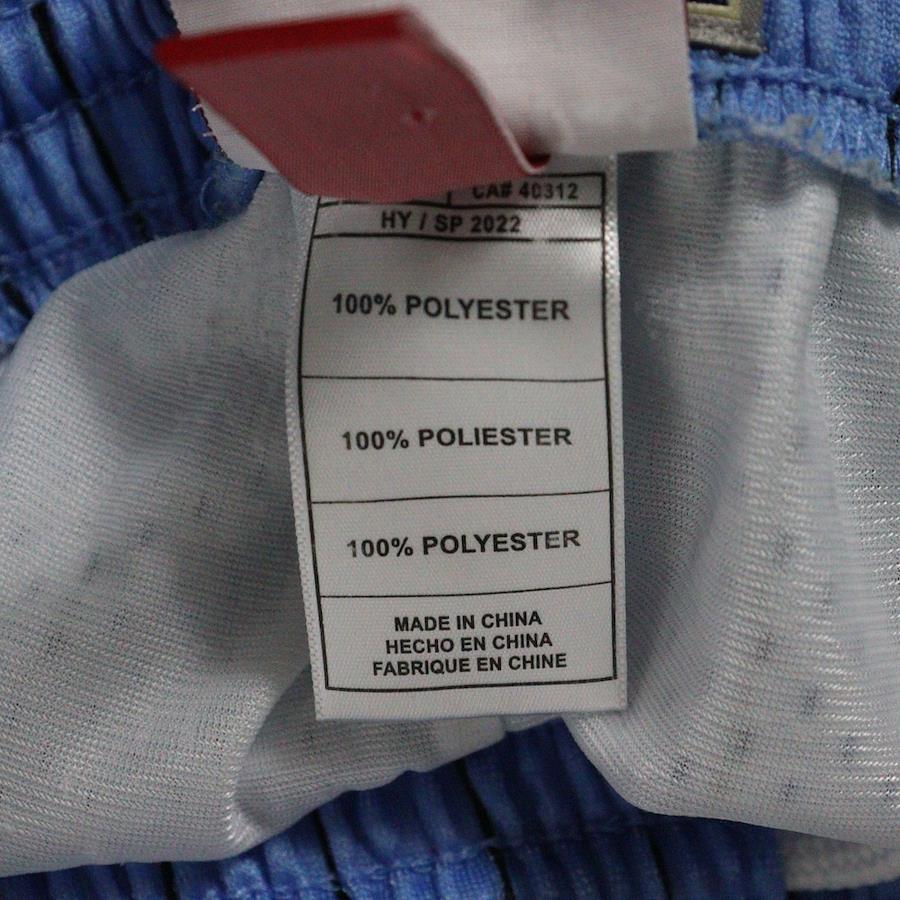 CA# 40312
HY / SP 2022
100% POLYESTER
100% POLIESTER
100% POLYESTER
MADE IN CHINA
HECHO EN CHINA
FABRIQUE EN CHINE